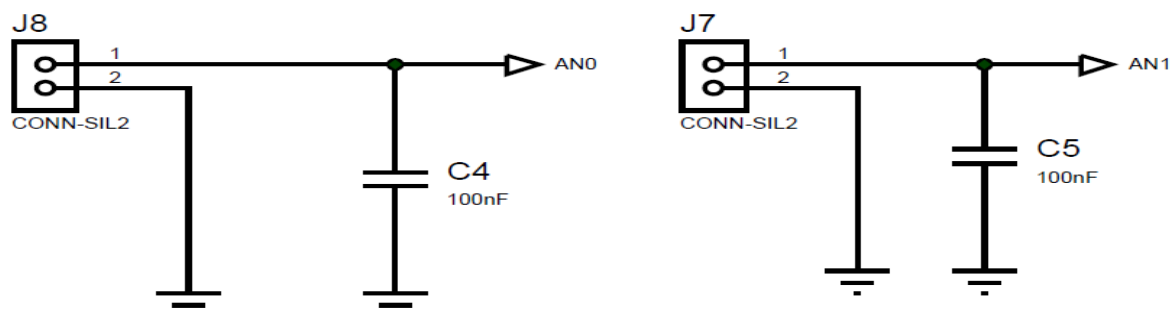 J8
1
2
AN0
CONN-SIL2
C4
100nF
J7
1
2
AN1
CONN-SIL2
C5
100nF